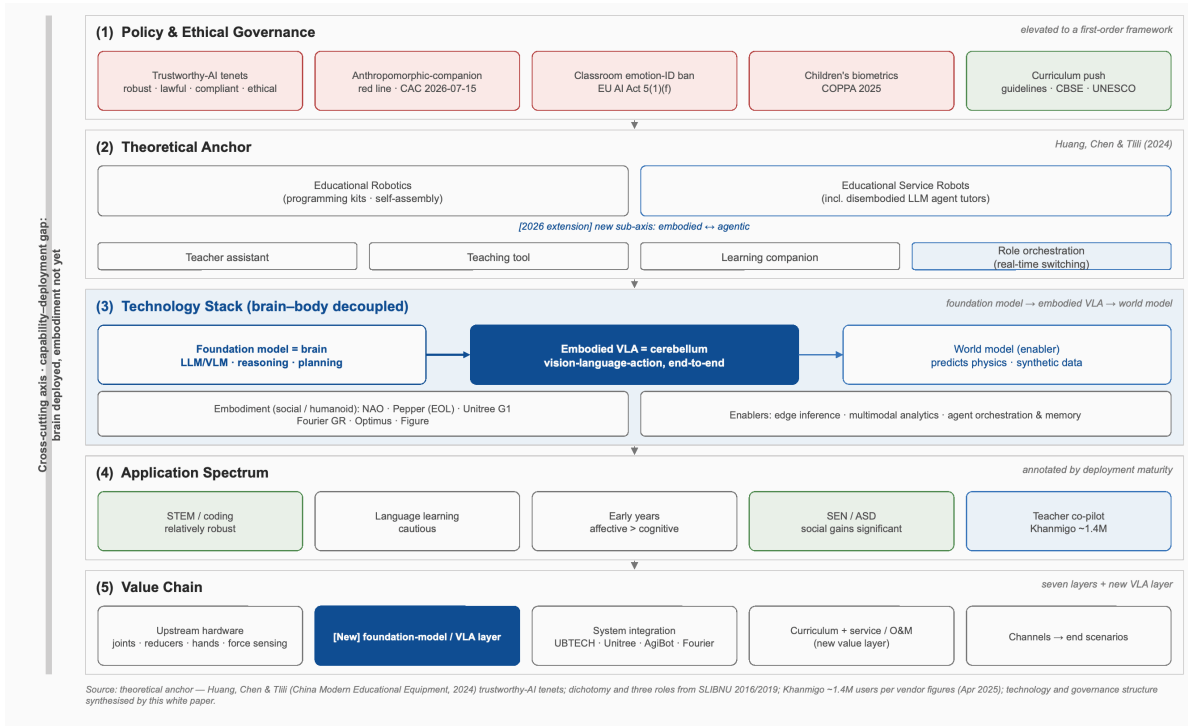 (1) Policy & Ethical Governance
elevated to a first-order framework
Trustworthy-AI tenets
robust · lawful · compliant · ethical
Anthropomorphic-companion
red line · CAC 2026-07-15
Classroom emotion-ID ban
EU AI Act 5(1)(f)
Children's biometrics
COPPA 2025
Curriculum push
guidelines · CBSE · UNESCO
Cross-cutting axis · capability–deployment gap:
brain deployed, embodiment not yet
(2) Theoretical Anchor
Huang, Chen & Tlili (2024)
Educational Robotics
(programming kits · self-assembly)
Educational Service Robots
(incl. disembodied LLM agent tutors)
[2026 extension] new sub-axis: embodied ↔ agentic
Teacher assistant
Teaching tool
Learning companion
Role orchestration
(real-time switching)
(3) Technology Stack (brain–body decoupled)
foundation model → embodied VLA → world model
Foundation model = brain
LLM/VLM · reasoning · planning
Embodied VLA = cerebellum
vision-language-action, end-to-end
World model (enabler)
predicts physics · synthetic data
Embodiment (social / humanoid): NAO · Pepper (EOL) · Unitree G1
Fourier GR · Optimus · Figure
Enablers: edge inference · multimodal analytics · agent orchestration & memory
(4) Application Spectrum
annotated by deployment maturity
STEM / coding
relatively robust
Language learning
cautious
Early years
affective > cognitive
SEN / ASD
social gains significant
Teacher co-pilot
Khanmigo ~1.4M
(5) Value Chain
seven layers + new VLA layer
Upstream hardware
joints · reducers · hands · force sensing
[New] foundation-model / VLA layer
System integration
UBTECH · Unitree · AgiBot · Fourier
Curriculum + service / O&M
(new value layer)
Channels → end scenarios
Source: theoretical anchor — Huang, Chen & Tlili (China Modern Educational Equipment, 2024) trustworthy-AI tenets; dichotomy and three roles from SLIBNU 2016/2019; Khanmigo ~1.4M users per vendor figures (Apr 2025); technology and governance structure
synthesised by this white paper.